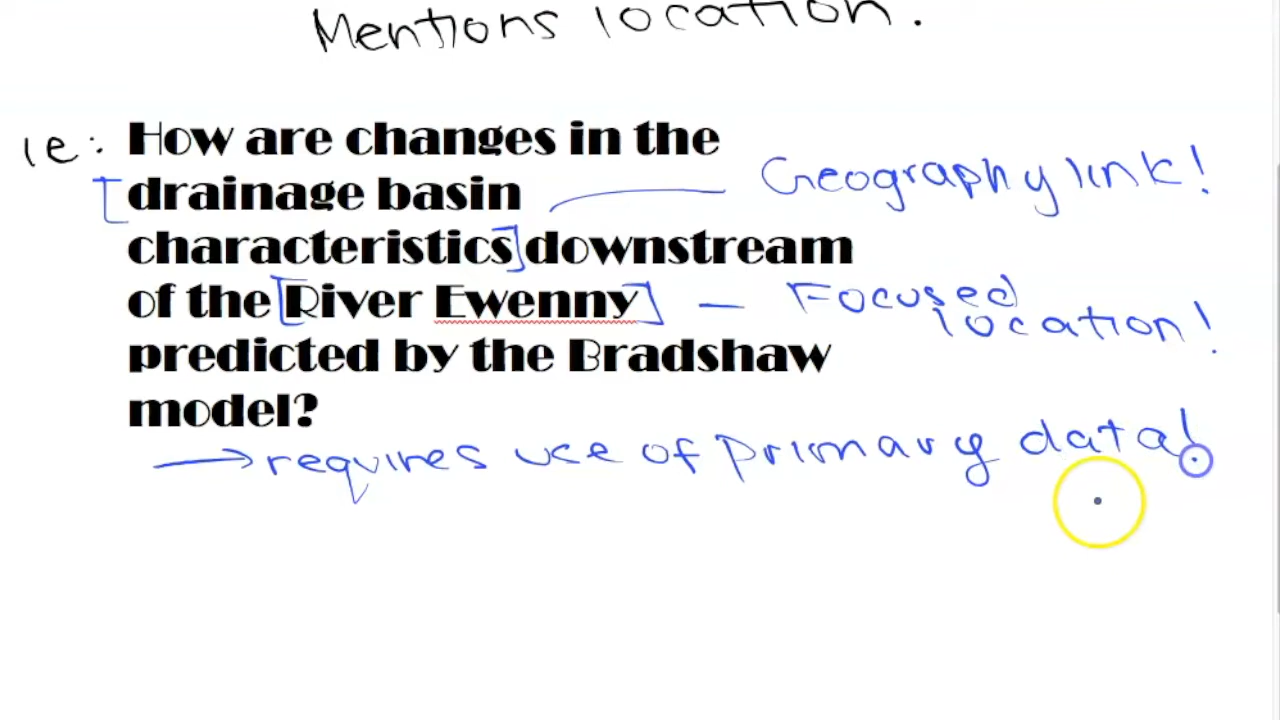 Mentions location.
ie: How are changes in the
drainage basin
Geography link!
characteristics downstream
of the River Ewenny
- Focused
location!
predicted by the Bradshaw
model?
→ requires use of primary data!